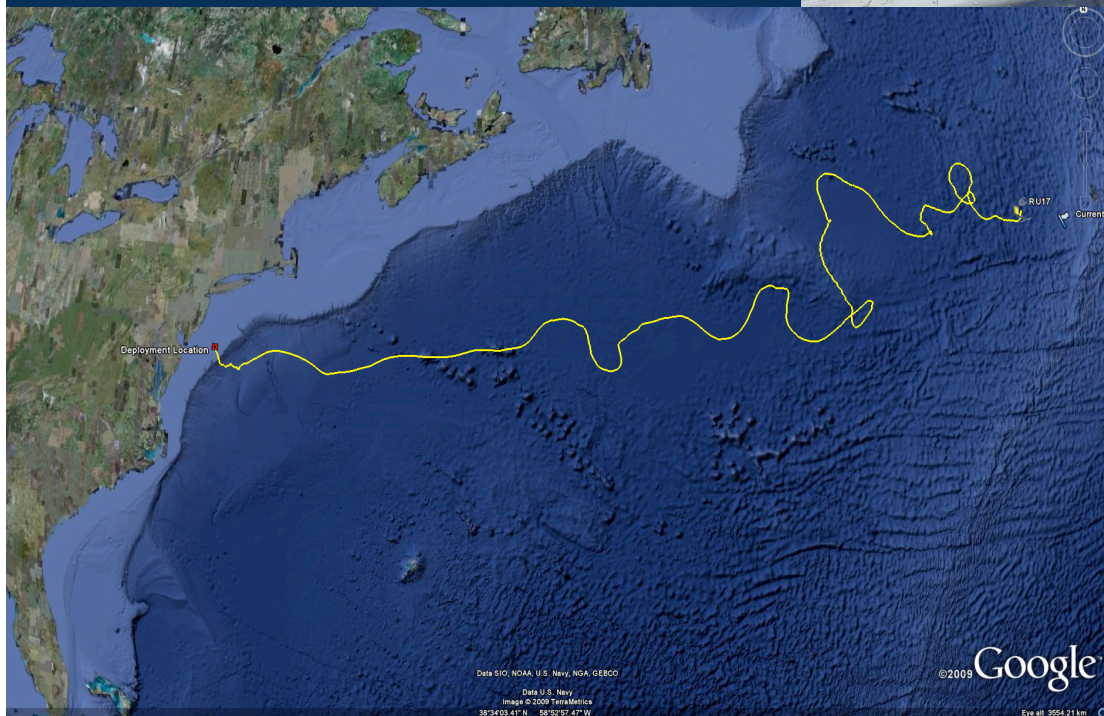 N
RU17
Current
Deployment Location
Data SIO, NOAA, U.S. Navy, NGA, GEBCO
©2009 Google
Data U.S. Navy
Image © 2009 TerraMetrics
38°34'03.41" N 58°52'57.47" W
Eye alt 3554.21 km